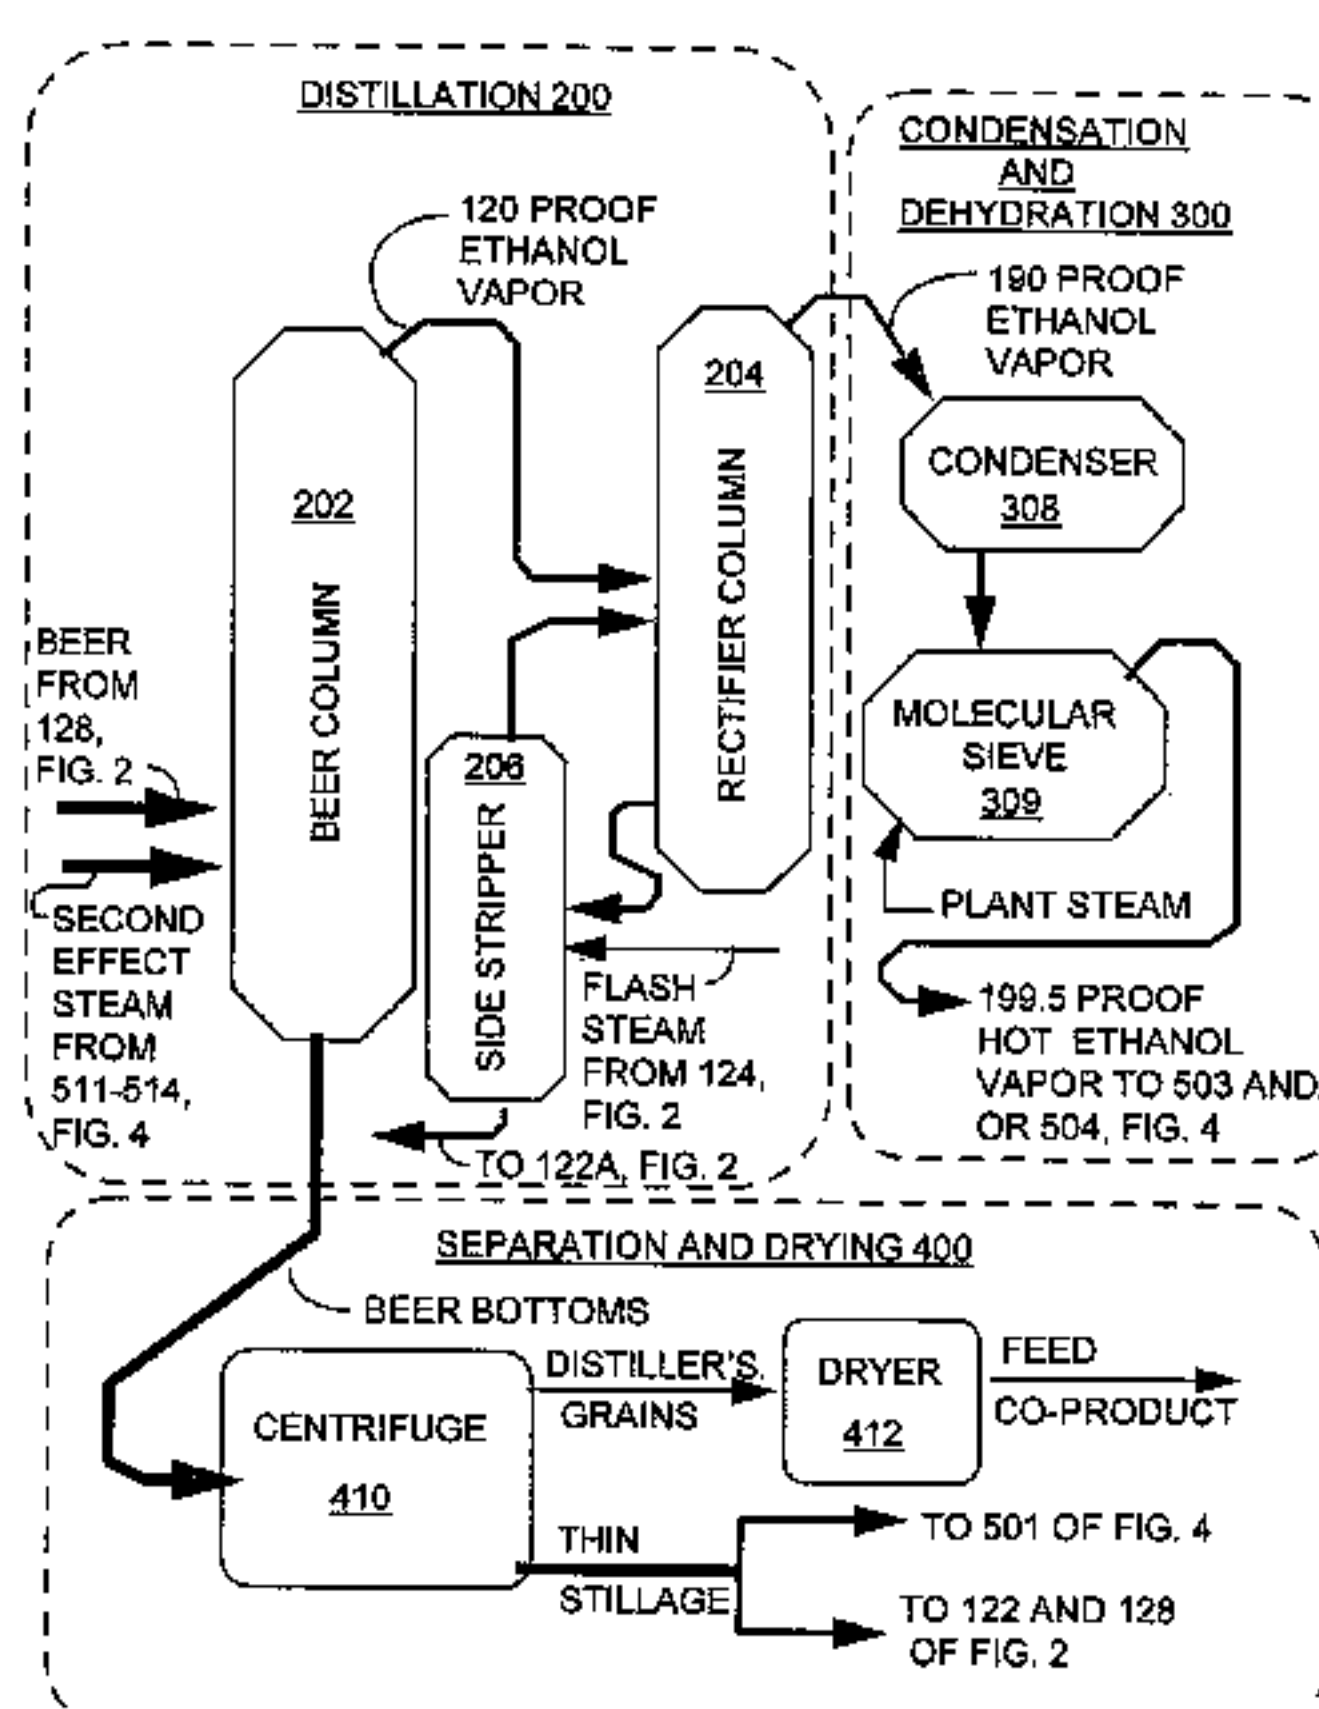 DISTILLATION 200
120 PROOF
ETHANOL
VAPOR
202
BEER COLUMN
204
RECTIFIER COLUMN
206
SIDE STRIPPER
BEER
FROM
128,
FIG. 2
SECOND
EFFECT
STEAM
FROM
511-514,
FIG. 4
FLASH
STEAM
FROM 124,
FIG. 2
TO 122A, FIG. 2
CONDENSATION
AND
DEHYDRATION 300
190 PROOF
ETHANOL
VAPOR
CONDENSER
308
MOLECULAR
SIEVE
309
PLANT STEAM
199.5 PROOF
HOT ETHANOL
VAPOR TO 503 AND
OR 504, FIG. 4
SEPARATION AND DRYING 400
BEER BOTTOMS
CENTRIFUGE
410
DISTILLER'S
GRAINS
DRYER
412
FEED
CO-PRODUCT
THIN
STILLAGE
TO 501 OF FIG. 4
TO 122 AND 128
OF FIG. 2